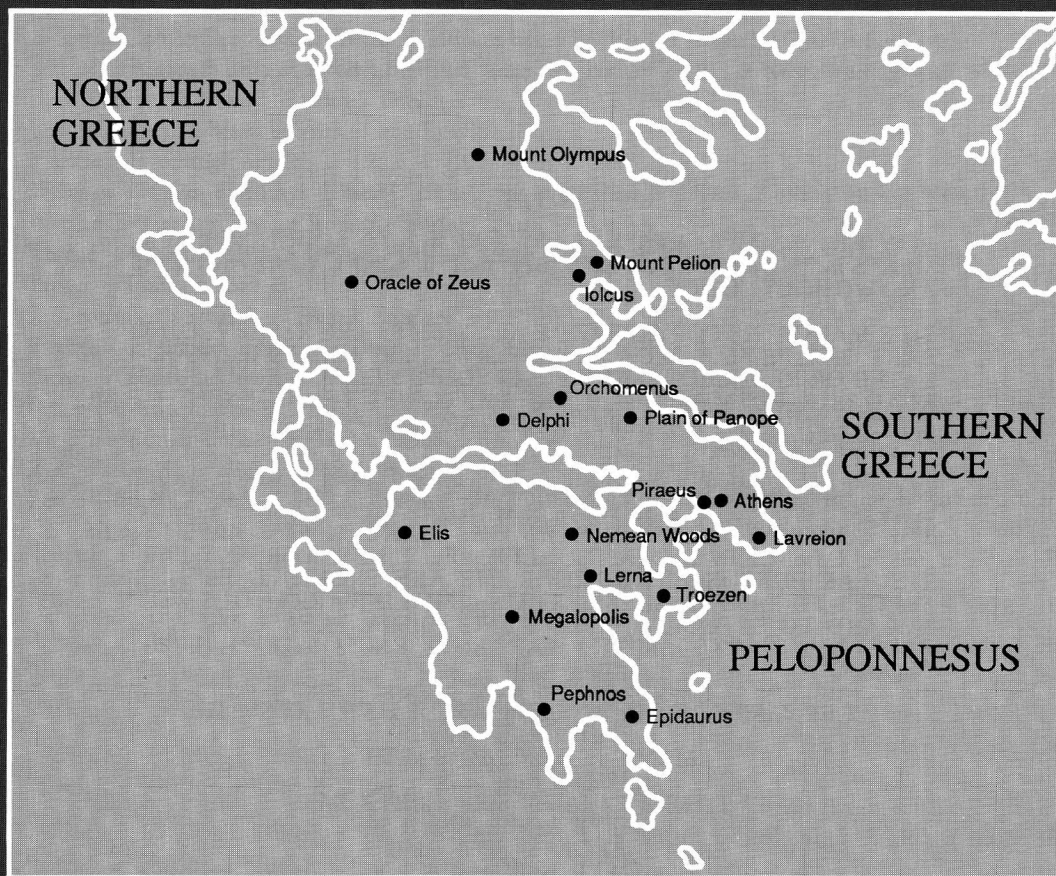 NORTHERN
GREECE
Mount Olympus
Mount Pelion
Oracle of Zeus
Iolcus
Orchomenus
Delphi
Plain of Panope
SOUTHERN
GREECE
Piraeus
Athens
Elis
Nemean Woods
Lavreion
Lerna
Troezen
Megalopolis
PELOPONNESUS
Pephnos
Epidaurus